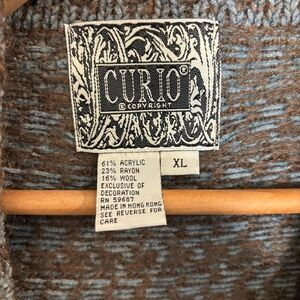 CURIO®
© COPYRIGHT
61% ACRYLIC
23% RAYON
16% WOOL
EXCLUSIVE OF
DECORATION
RN 59687
MADE IN HONG KONG
SEE REVERSE FOR
CARE
XL